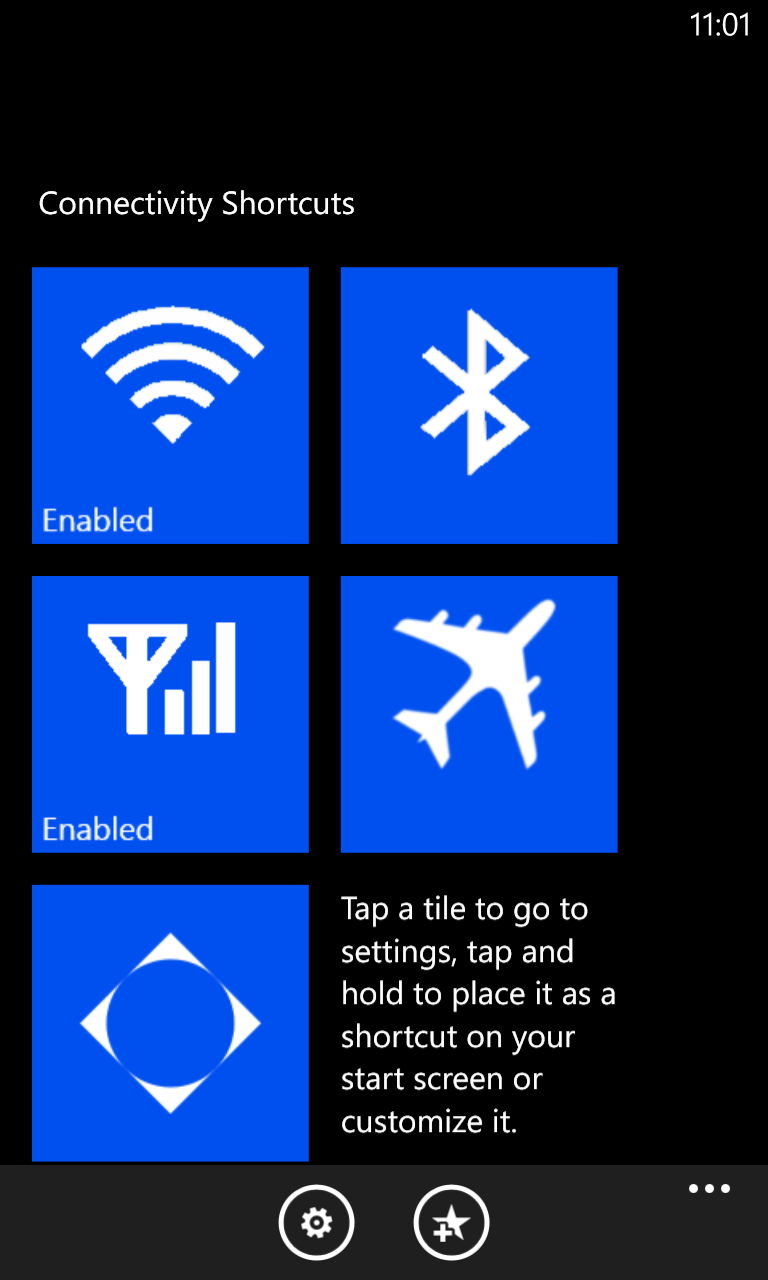 11:01
Connectivity Shortcuts
Enabled
Enabled
Tap a tile to go to
settings, tap and
hold to place it as a
shortcut on your
start screen or
customize it.